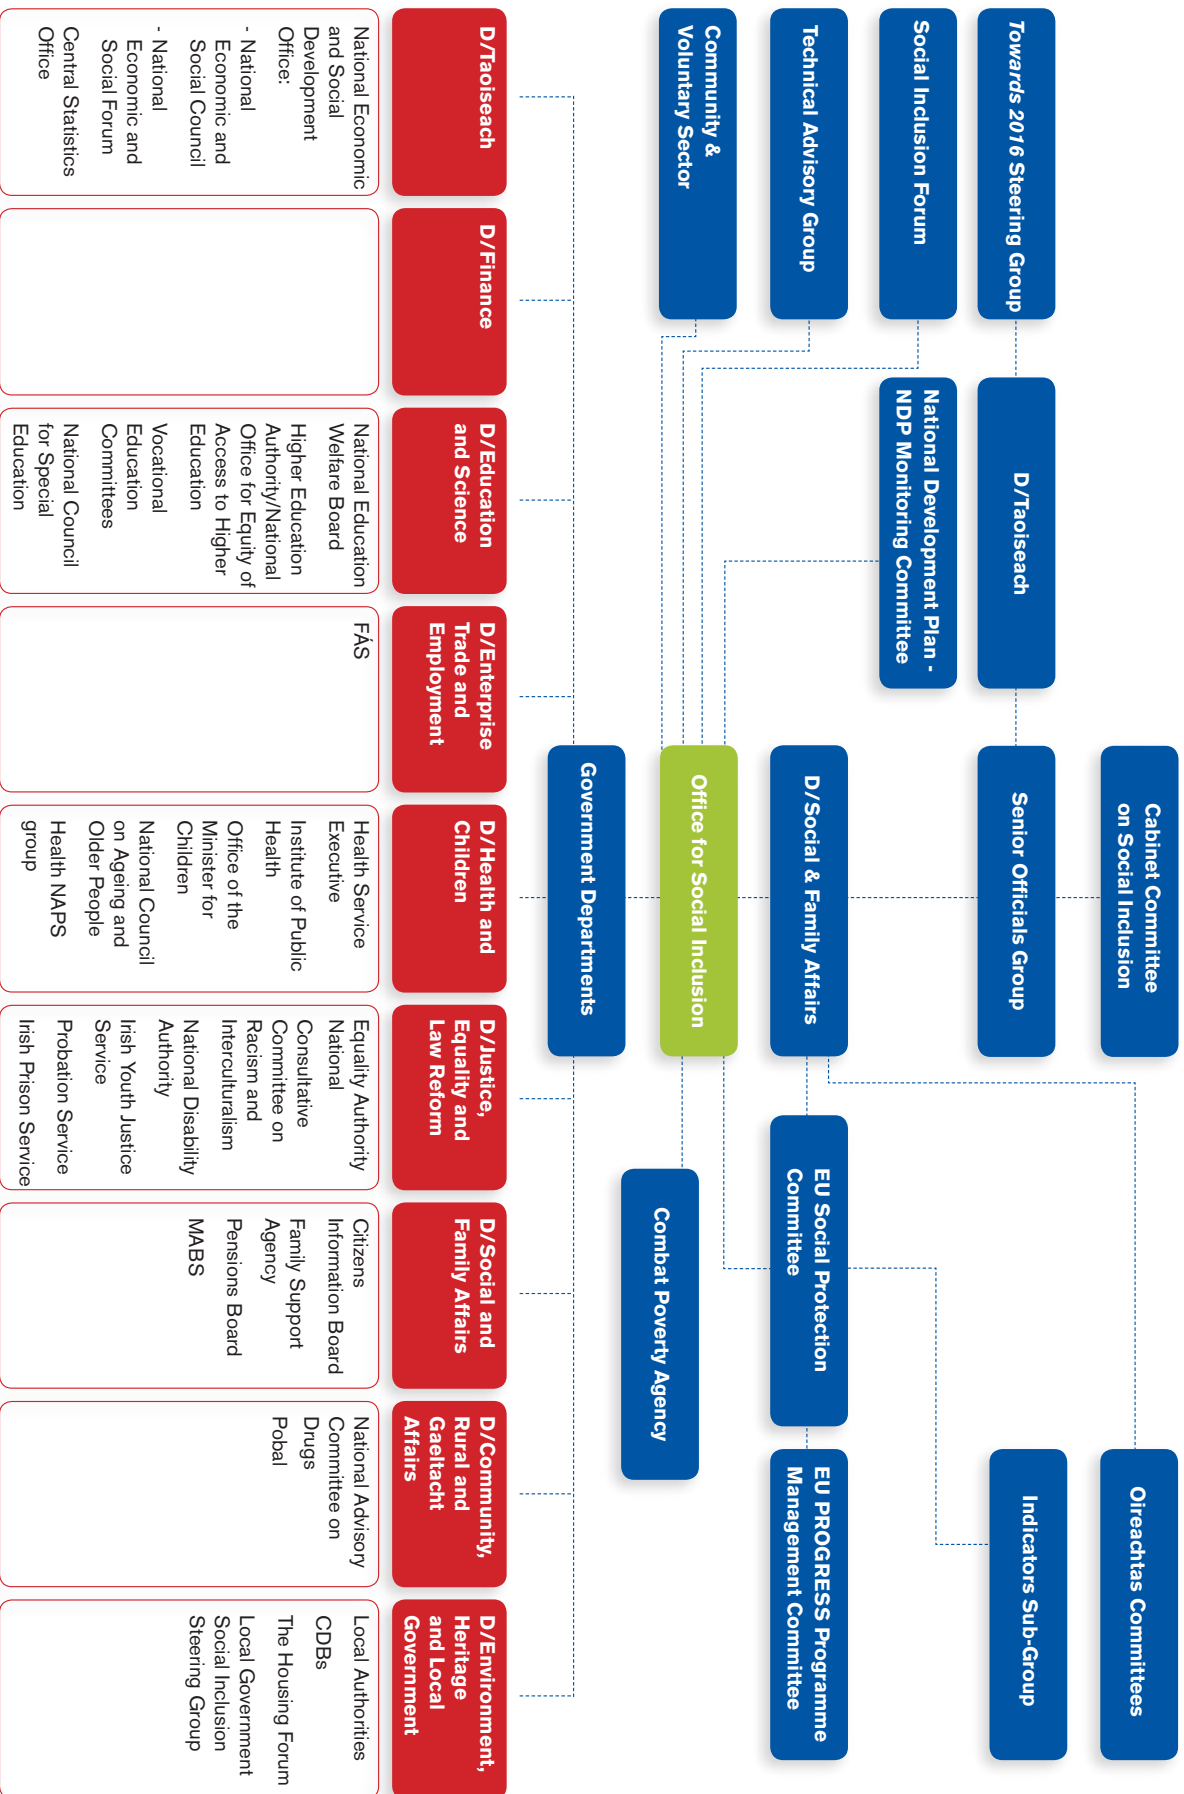 Cabinet Committee
on Social Inclusion
Oireachtas Committees
Towards 2016 Steering Group
D/Taoiseach
Senior Officials Group
Indicators Sub-Group
Social Inclusion Forum
National Development Plan -
NDP Monitoring Committee
Technical Advisory Group
D/Social & Family Affairs
EU Social Protection
Committee
EU PROGRESS Programme
Management Committee
Community &
Voluntary Sector
Office for Social Inclusion
Combat Poverty Agency
Government Departments
D/Taoiseach
National Economic
and Social
Development
Office:
- National
Economic and
Social Council
- National
Economic and
Social Forum
Central Statistics
Office
D/Finance
D/Education
and Science
National Education
Welfare Board
Higher Education
Authority/National
Office for Equity of
Access to Higher
Education
Vocational
Education
Committees
National Council
for Special
Education
D/Enterprise
Trade and
Employment
FÁS
D/Health and
Children
Health Service
Executive
Institute of Public
Health
Office of the
Minister for
Children
National Council
on Ageing and
Older People
Health NAPS
group
D/Justice,
Equality and
Law Reform
Equality Authority
National
Consultative
Committee on
Racism and
Interculturalism
National Disability
Authority
Irish Youth Justice
Service
Probation Service
Irish Prison Service
D/Social and
Family Affairs
Citizens
Information Board
Family Support
Agency
Pensions Board
MABS
D/Community,
Rural and
Gaeltacht
Affairs
National Advisory
Committee on
Drugs
Pobal
D/Environment,
Heritage
and Local
Government
Local Authorities
CDBs
The Housing Forum
Local Government
Social Inclusion
Steering Group